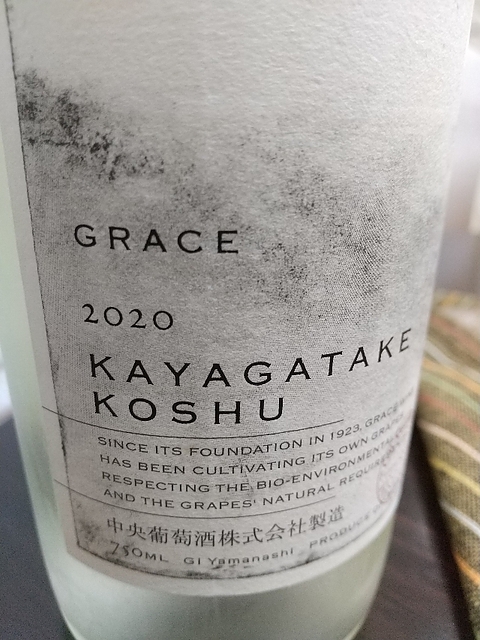 GRACE
2020
KAYAGATAKE
KOSHU
SINCE ITS FOUNDATION IN 1923, GRACE
HAS BEEN CULTIVATING ITS OWN
RESPECTING THE BIO-ENVIRONMENT
AND THE GRAPES' NATURAL
中央葡萄酒株式会社製造
750ML GI Yamanashi PRODUCE